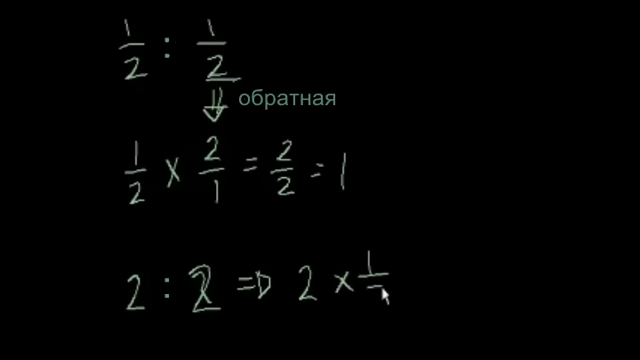 1/2 : 1/2
обратная
1/2 x 2/1 = 2/2 = 1
2 : 2 ⇒ 2 x 1/